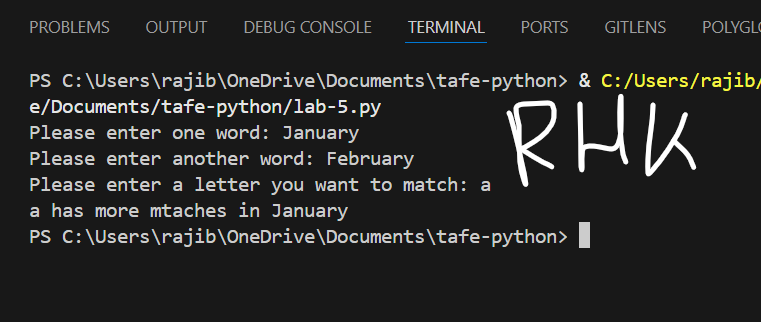 PROBLEMS OUTPUT DEBUG CONSOLE TERMINAL PORTS GITLENS POLYGLO
PS C:\Users\rajib\OneDrive\Documents\tafe-python> & C:/Users/rajib/
e/Documents/tafe-python/lab-5.py
Please enter one word: January
Please enter another word: February
RHK
Please enter a letter you want to match: a
a has more mtaches in January
PS C:\Users\rajib\OneDrive\Documents\tafe-python>